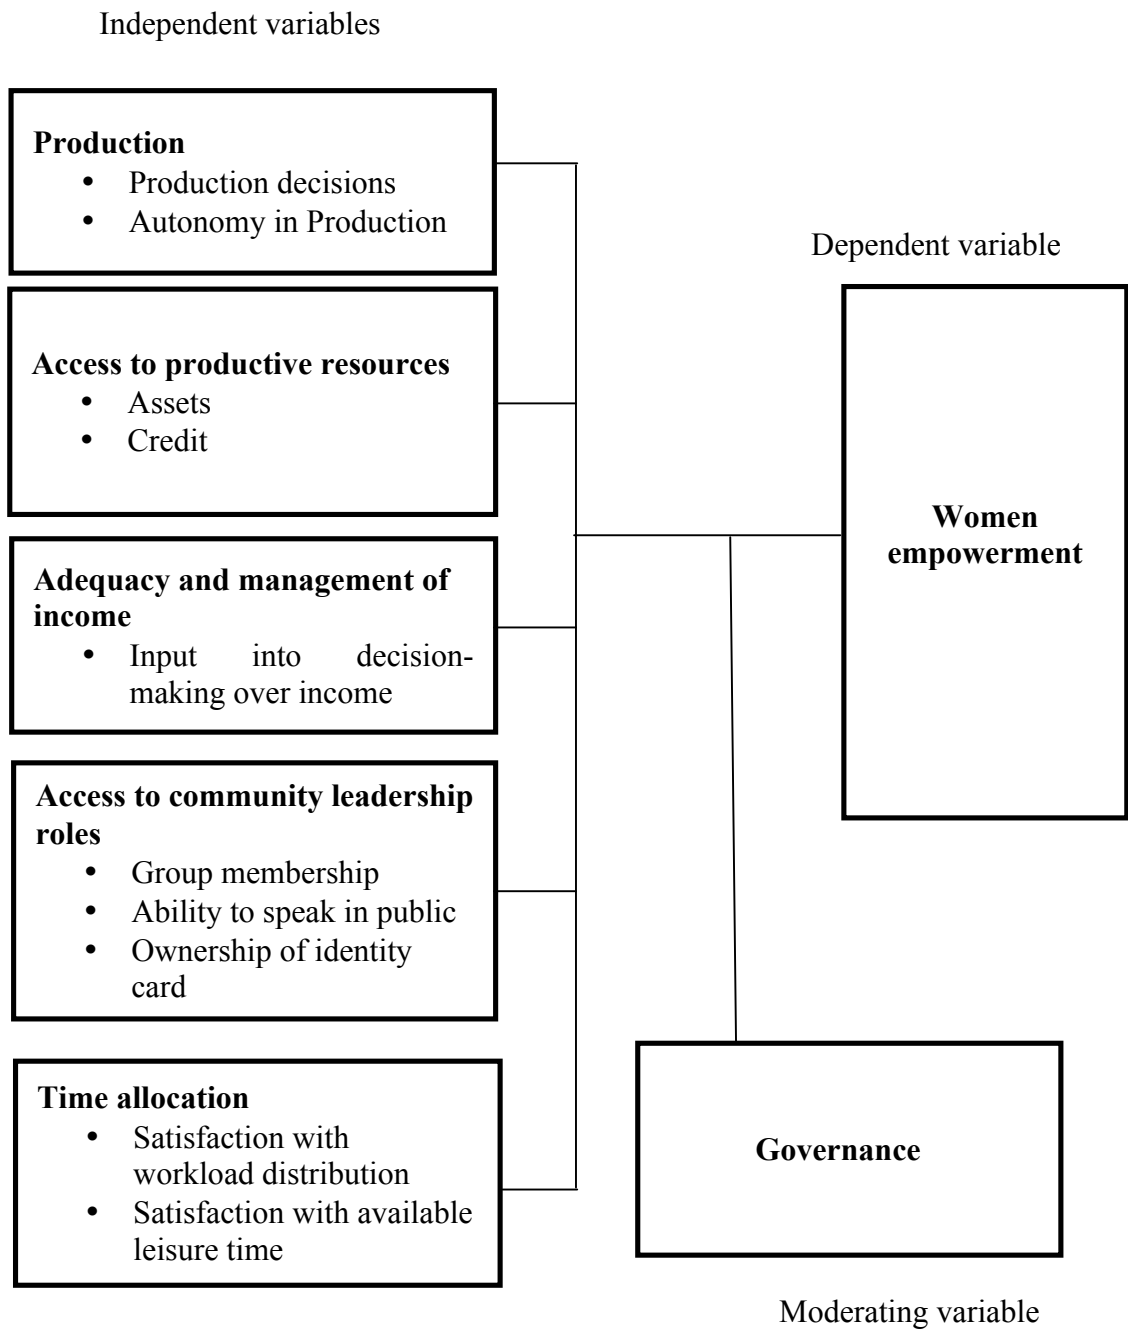 Independent variables
Production
• Production decisions
• Autonomy in Production
Access to productive resources
• Assets
• Credit
Adequacy and management of
income
• Input into decision-
making over income
Access to community leadership
roles
• Group membership
• Ability to speak in public
• Ownership of identity
card
Time allocation
• Satisfaction with
workload distribution
• Satisfaction with available
leisure time
Dependent variable
Women
empowerment
Governance
Moderating variable